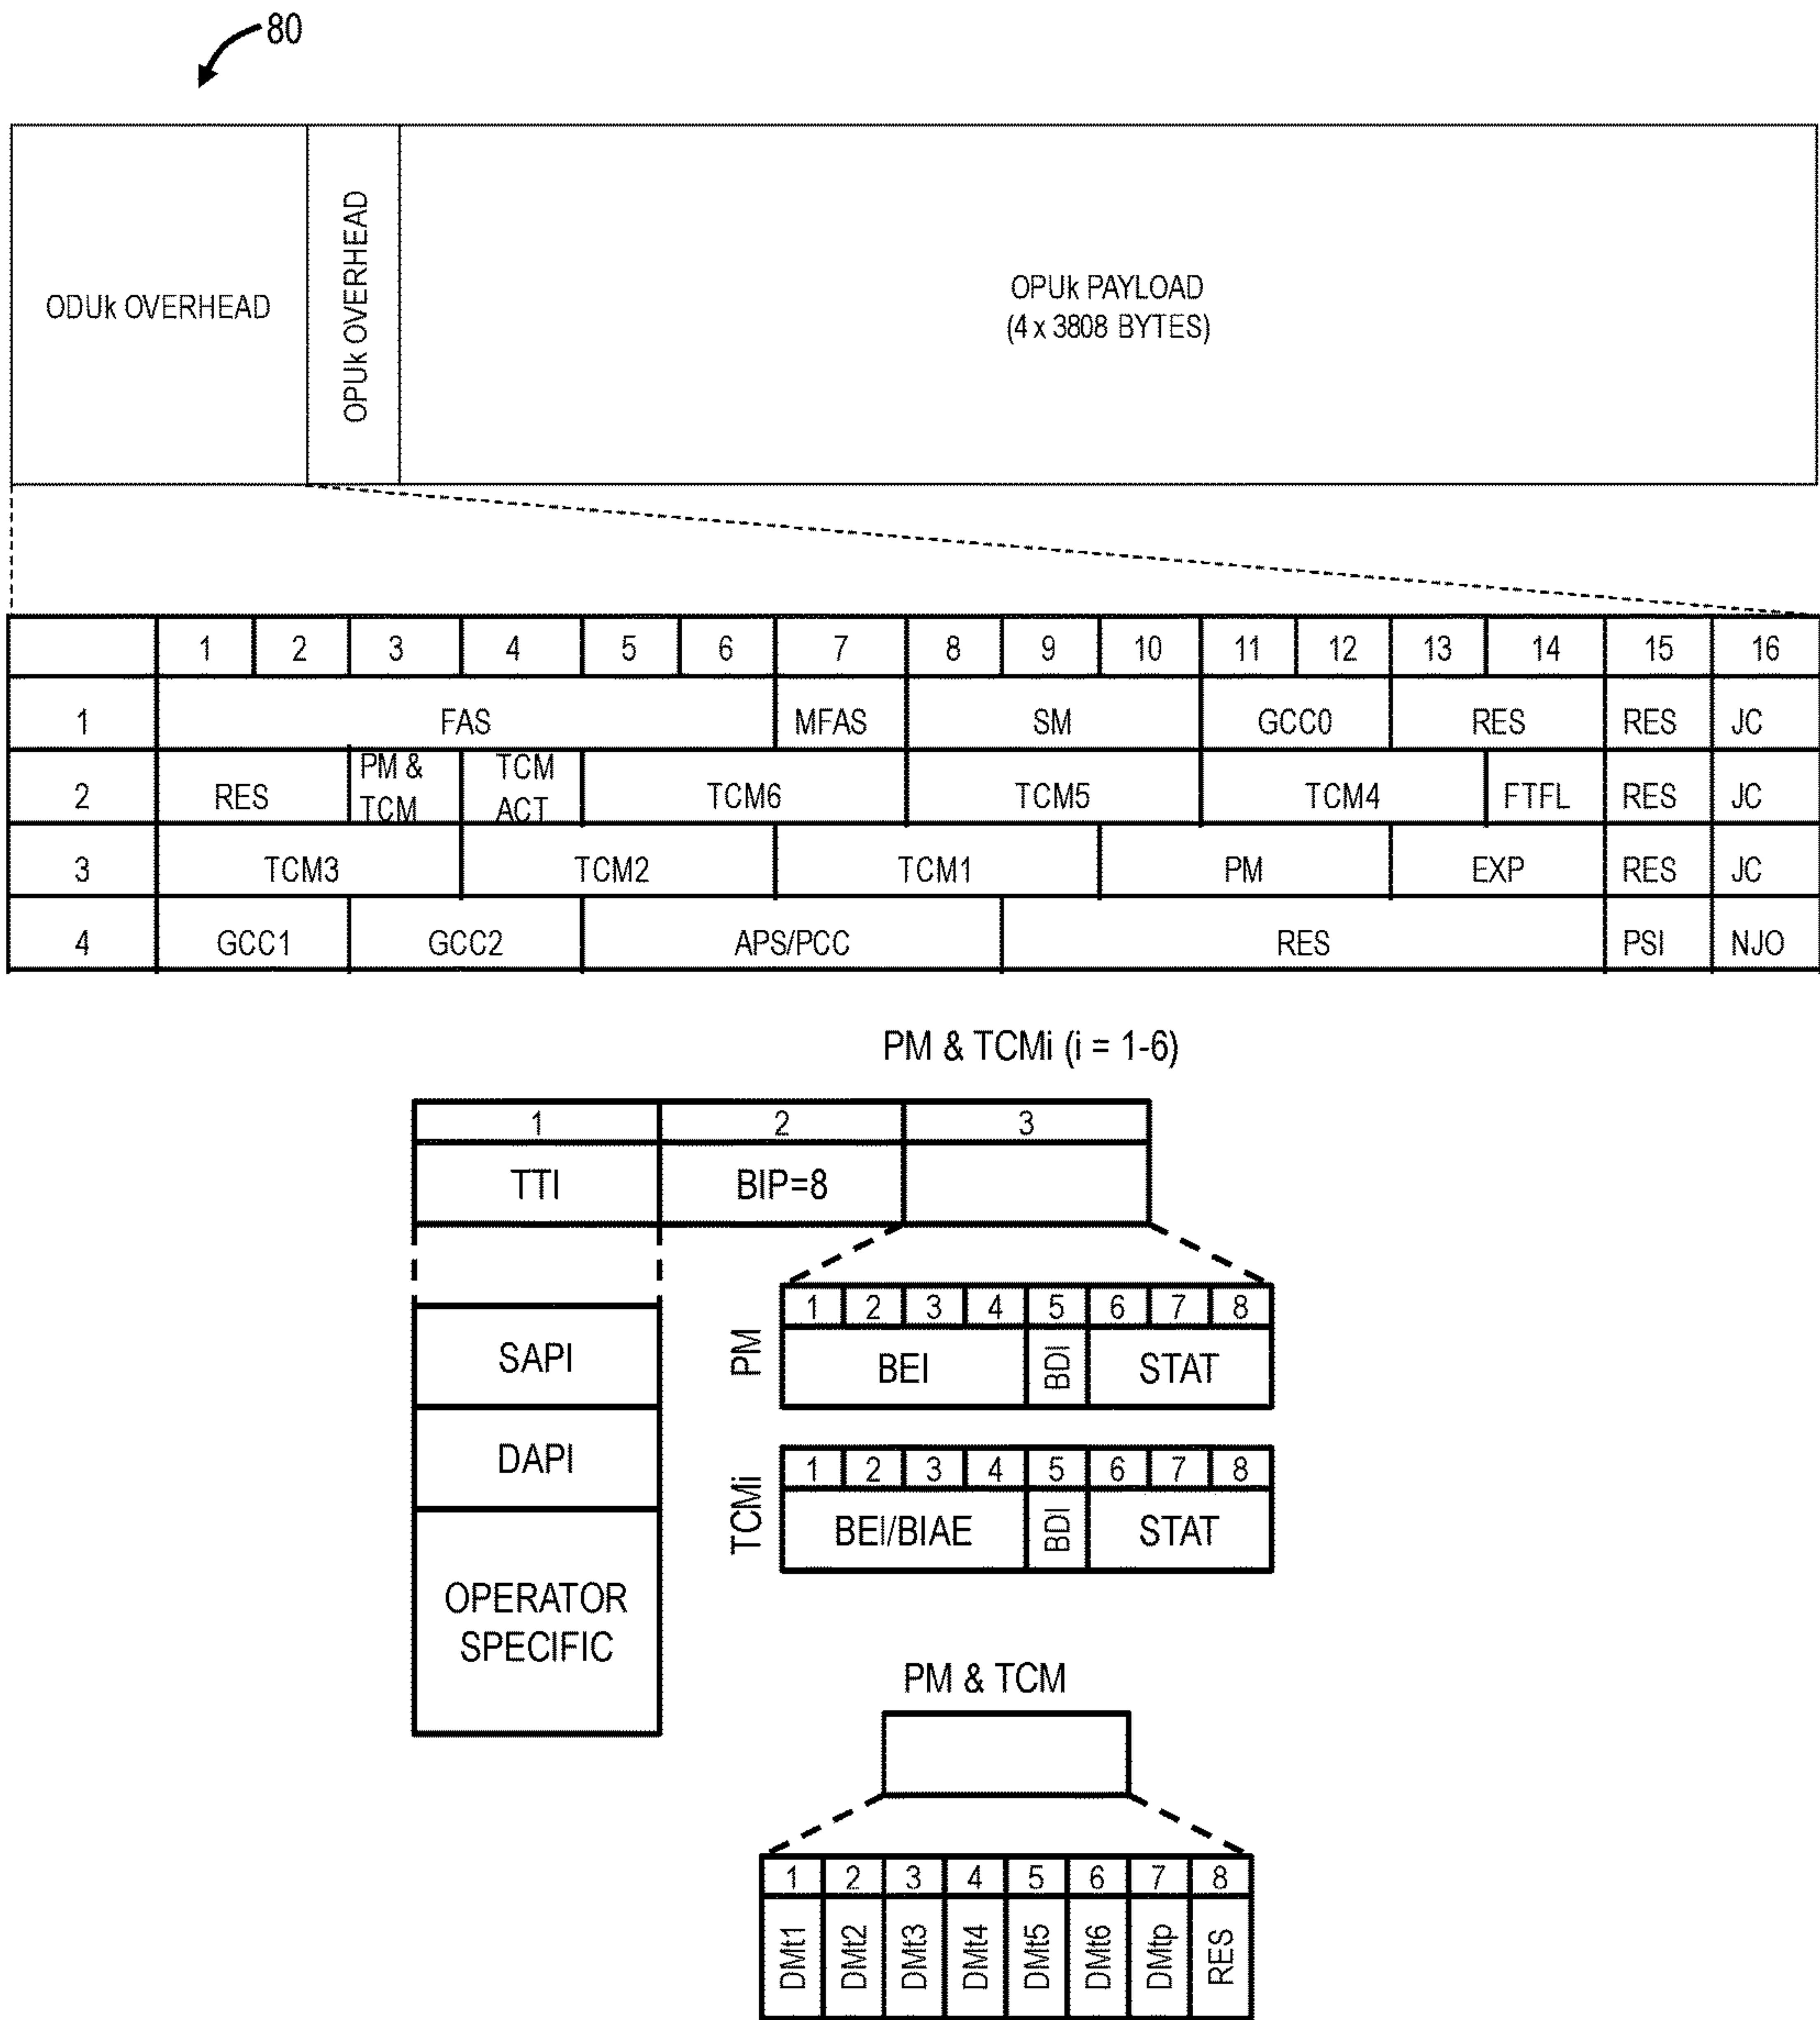 80
ODUk OVERHEAD
OPUk OVERHEAD
OPUk PAYLOAD
(4 x 3808 BYTES)
1 2 3 4 5 6 7 8 9 10 11 12 13 14 15 16
1 FAS MFAS SM GCC0 RES RES JC
2 RES PM & TCM TCM ACT TCM6 TCM5 TCM4 FTFL RES JC
3 TCM3 TCM2 TCM1 PM EXP RES JC
4 GCC1 GCC2 APS/PCC RES PSI NJO
PM & TCMi (i = 1-6)
1 2 3
TTI BIP=8
SAPI
DAPI
OPERATOR
SPECIFIC
PM
1 2 3 4 5 6 7 8
BEI BDI STAT
TCMi
1 2 3 4 5 6 7 8
BEI/BIAE BDI STAT
PM & TCM
1 2 3 4 5 6 7 8
DMt1 DMt2 DMt3 DMt4 DMt5 DMt6 DMtp RES